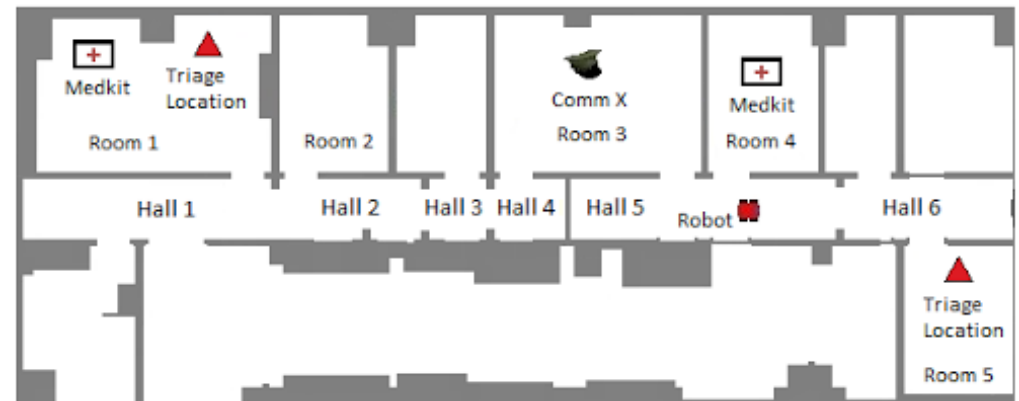 Medkit
Triage
Location
Room 1
Room 2
Comm X
Room 3
Medkit
Room 4
Hall 1
Hall 2
Hall 3
Hall 4
Hall 5
Robot
Hall 6
Triage
Location
Room 5